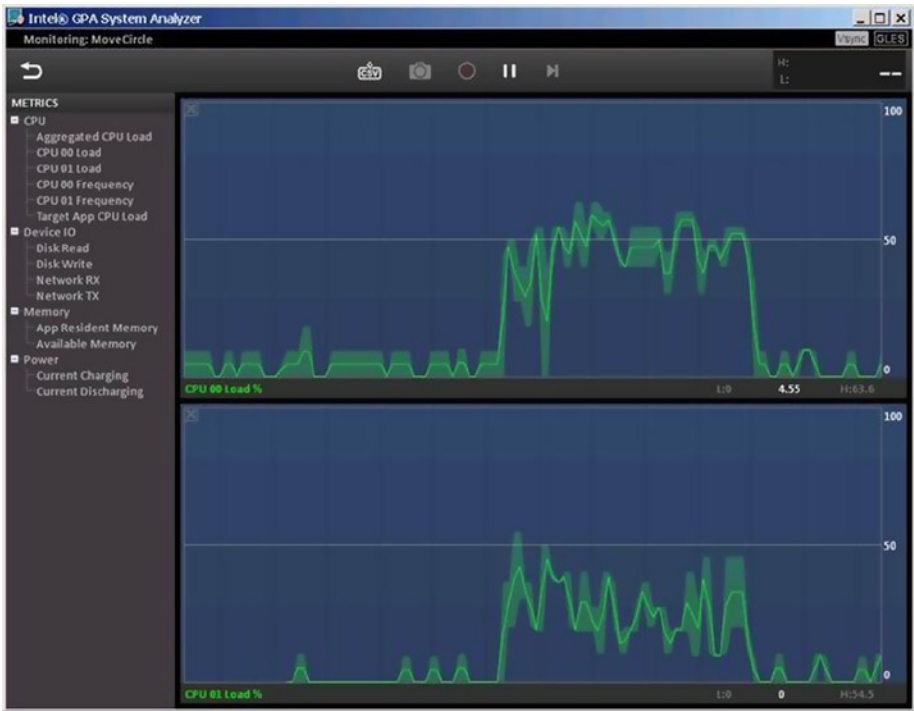 Intel® GPA System Analyzer
Monitoring: MoveCircle
Vsync GLES
CSV
H:
L:
--
METRICS
CPU
Aggregated CPU Load
CPU 00 Load
CPU 01 Load
CPU 00 Frequency
CPU 01 Frequency
Target App CPU Load
Device IO
Disk Read
Disk Write
Network RX
Network TX
Memory
App Resident Memory
Available Memory
Power
Current Charging
Current Discharging
100
50
0
CPU 00 Load % L:0 4.55 H:63.6
100
50
0
CPU 01 Load % L:0 0 H:54.5